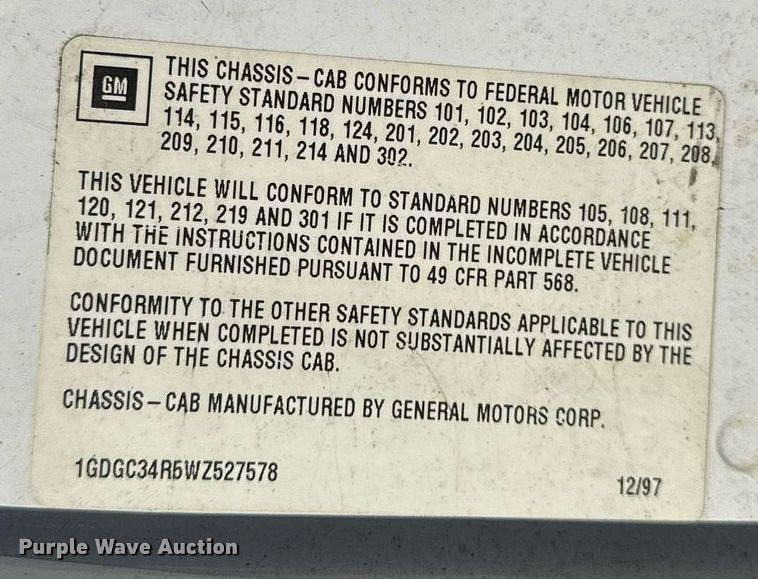 GM
THIS CHASSIS-CAB CONFORMS TO FEDERAL MOTOR VEHICLE
SAFETY STANDARD NUMBERS 101, 102, 103, 104, 106, 107, 113,
114, 115, 116, 118, 124, 201, 202, 203, 204, 205, 206, 207, 208,
209, 210, 211, 214 AND 302.
THIS VEHICLE WILL CONFORM TO STANDARD NUMBERS 105, 108, 111,
120, 121, 212, 219 AND 301 IF IT IS COMPLETED IN ACCORDANCE
WITH THE INSTRUCTIONS CONTAINED IN THE INCOMPLETE VEHICLE
DOCUMENT FURNISHED PURSUANT TO 49 CFR PART 568.
CONFORMITY TO THE OTHER SAFETY STANDARDS APPLICABLE TO THIS
VEHICLE WHEN COMPLETED IS NOT SUBSTANTIALLY AFFECTED BY THE
DESIGN OF THE CHASSIS CAB.
CHASSIS-CAB MANUFACTURED BY GENERAL MOTORS CORP.
1GDGC34R5WZ527578
12/97
Purple Wave Auction